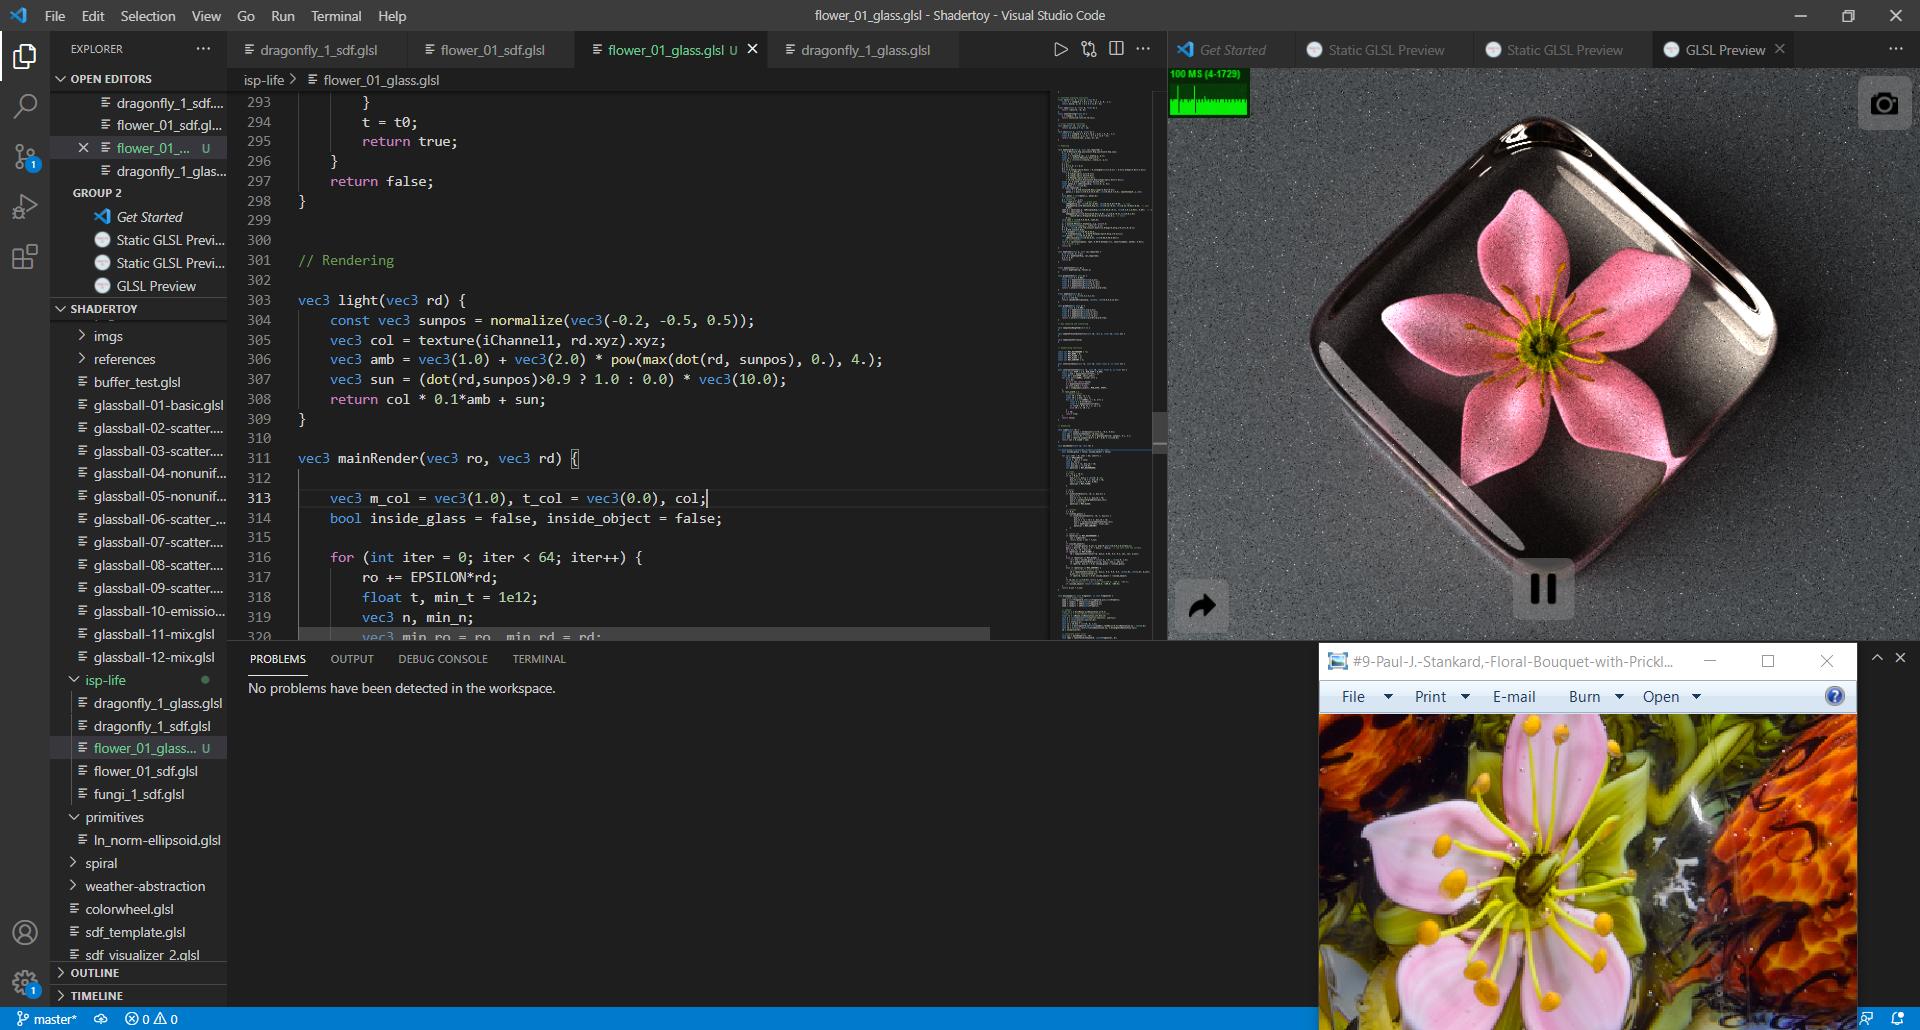 File Edit Selection View Go Run Terminal Help
flower_01_glass.glsl - Shadertoy - Visual Studio Code
EXPLORER
OPEN EDITORS
dragonfly_1_sdf....
flower_01_sdf.gl...
flower_01_... U
dragonfly_1_glas...
GROUP 2
Get Started
Static GLSL Previ...
Static GLSL Previ...
GLSL Preview
SHADERTOY
imgs
references
buffer_test.glsl
glassball-01-basic.glsl
glassball-02-scatter....
glassball-03-scatter....
glassball-04-nonunif...
glassball-05-nonunif...
glassball-06-scatter_...
glassball-07-scatter....
glassball-08-scatter....
glassball-09-scatter....
glassball-10-emissio...
glassball-11-mix.glsl
glassball-12-mix.glsl
isp-life
dragonfly_1_glass.glsl
dragonfly_1_sdf.glsl
flower_01_glass... U
flower_01_sdf.glsl
fungi_1_sdf.glsl
primitives
ln_norm-ellipsoid.glsl
spiral
weather-abstraction
colorwheel.glsl
sdf_template.glsl
sdf_visualizer_2.glsl
OUTLINE
TIMELINE
1
1
dragonfly_1_sdf.glsl flower_01_sdf.glsl flower_01_glass.glsl U dragonfly_1_glass.glsl
isp-life > flower_01_glass.glsl
293 }
294 t = t0;
295 return true;
296 }
297 return false;
298 }
299
300
301 // Rendering
302
303 vec3 light(vec3 rd) {
304 const vec3 sunpos = normalize(vec3(-0.2, -0.5, 0.5));
305 vec3 col = texture(iChannel1, rd.xyz).xyz;
306 vec3 amb = vec3(1.0) + vec3(2.0) * pow(max(dot(rd, sunpos), 0.), 4.);
307 vec3 sun = (dot(rd,sunpos)>0.9 ? 1.0 : 0.0) * vec3(10.0);
308 return col * 0.1*amb + sun;
309 }
310
311 vec3 mainRender(vec3 ro, vec3 rd) {
312
313 vec3 m_col = vec3(1.0), t_col = vec3(0.0), col;
314 bool inside_glass = false, inside_object = false;
315
316 for (int iter = 0; iter < 64; iter++) {
317 ro += EPSILON*rd;
318 float t, min_t = 1e12;
319 vec3 n, min_n;
320 vec3 min_ro = ro, min_rd = rd;
Get Started Static GLSL Preview Static GLSL Preview GLSL Preview
100 MS (4-1729)
PROBLEMS OUTPUT DEBUG CONSOLE TERMINAL
No problems have been detected in the workspace.
#9-Paul-J.-Stankard,-Floral-Bouquet-with-Prickl...
File Print E-mail Burn Open
master* 0 0